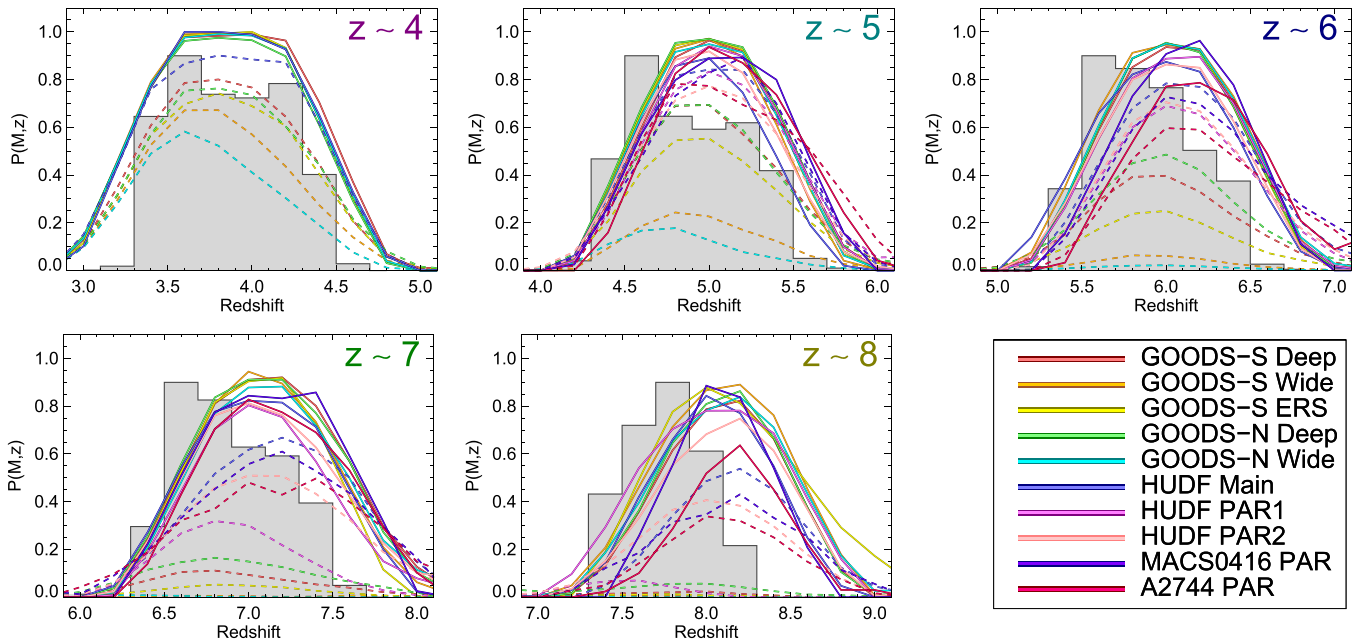 z ~ 4
P(M,z)
1.0
0.8
0.6
0.4
0.2
0.0
3.0 3.5 4.0 4.5 5.0
Redshift
z ~ 5
P(M,z)
1.0
0.8
0.6
0.4
0.2
0.0
4.0 4.5 5.0 5.5 6.0
Redshift
z ~ 6
P(M,z)
1.0
0.8
0.6
0.4
0.2
0.0
5.0 5.5 6.0 6.5 7.0
Redshift
z ~ 7
P(M,z)
1.0
0.8
0.6
0.4
0.2
0.0
6.0 6.5 7.0 7.5 8.0
Redshift
z ~ 8
P(M,z)
1.0
0.8
0.6
0.4
0.2
0.0
7.0 7.5 8.0 8.5 9.0
Redshift
GOODS−S Deep
GOODS−S Wide
GOODS−S ERS
GOODS−N Deep
GOODS−N Wide
HUDF Main
HUDF PAR1
HUDF PAR2
MACS0416 PAR
A2744 PAR